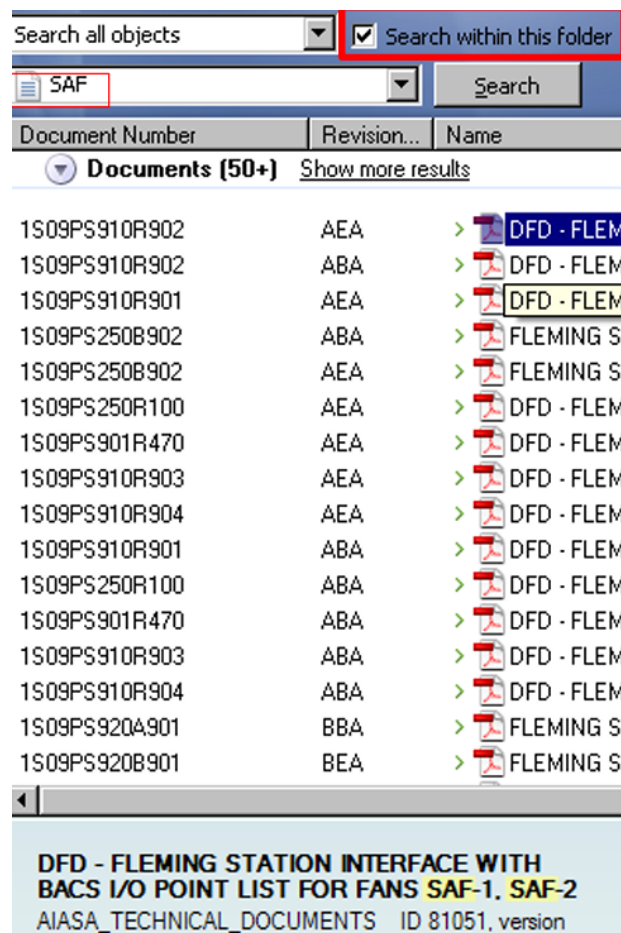 Search all objects Search within this folder
SAF Search
Document Number Revision... Name
Documents (50+) Show more results
1S09PS910R902 AEA DFD - FLEM
1S09PS910R902 ABA DFD - FLEM
1S09PS910R901 AEA DFD - FLEM
1S09PS250B902 ABA FLEMING S
1S09PS250B902 AEA FLEMING S
1S09PS250R100 AEA DFD - FLEM
1S09PS901R470 AEA DFD - FLEM
1S09PS910R903 AEA DFD - FLEM
1S09PS910R904 AEA DFD - FLEM
1S09PS910R901 ABA DFD - FLEM
1S09PS250R100 ABA DFD - FLEM
1S09PS901R470 ABA DFD - FLEM
1S09PS910R903 ABA DFD - FLEM
1S09PS910R904 ABA DFD - FLEM
1S09PS920A901 BBA FLEMING S
1S09PS920B901 BEA FLEMING S
DFD - FLEMING STATION INTERFACE WITH
BACS I/O POINT LIST FOR FANS SAF-1, SAF-2
AIASA_TECHNICAL_DOCUMENTS ID 81051, version